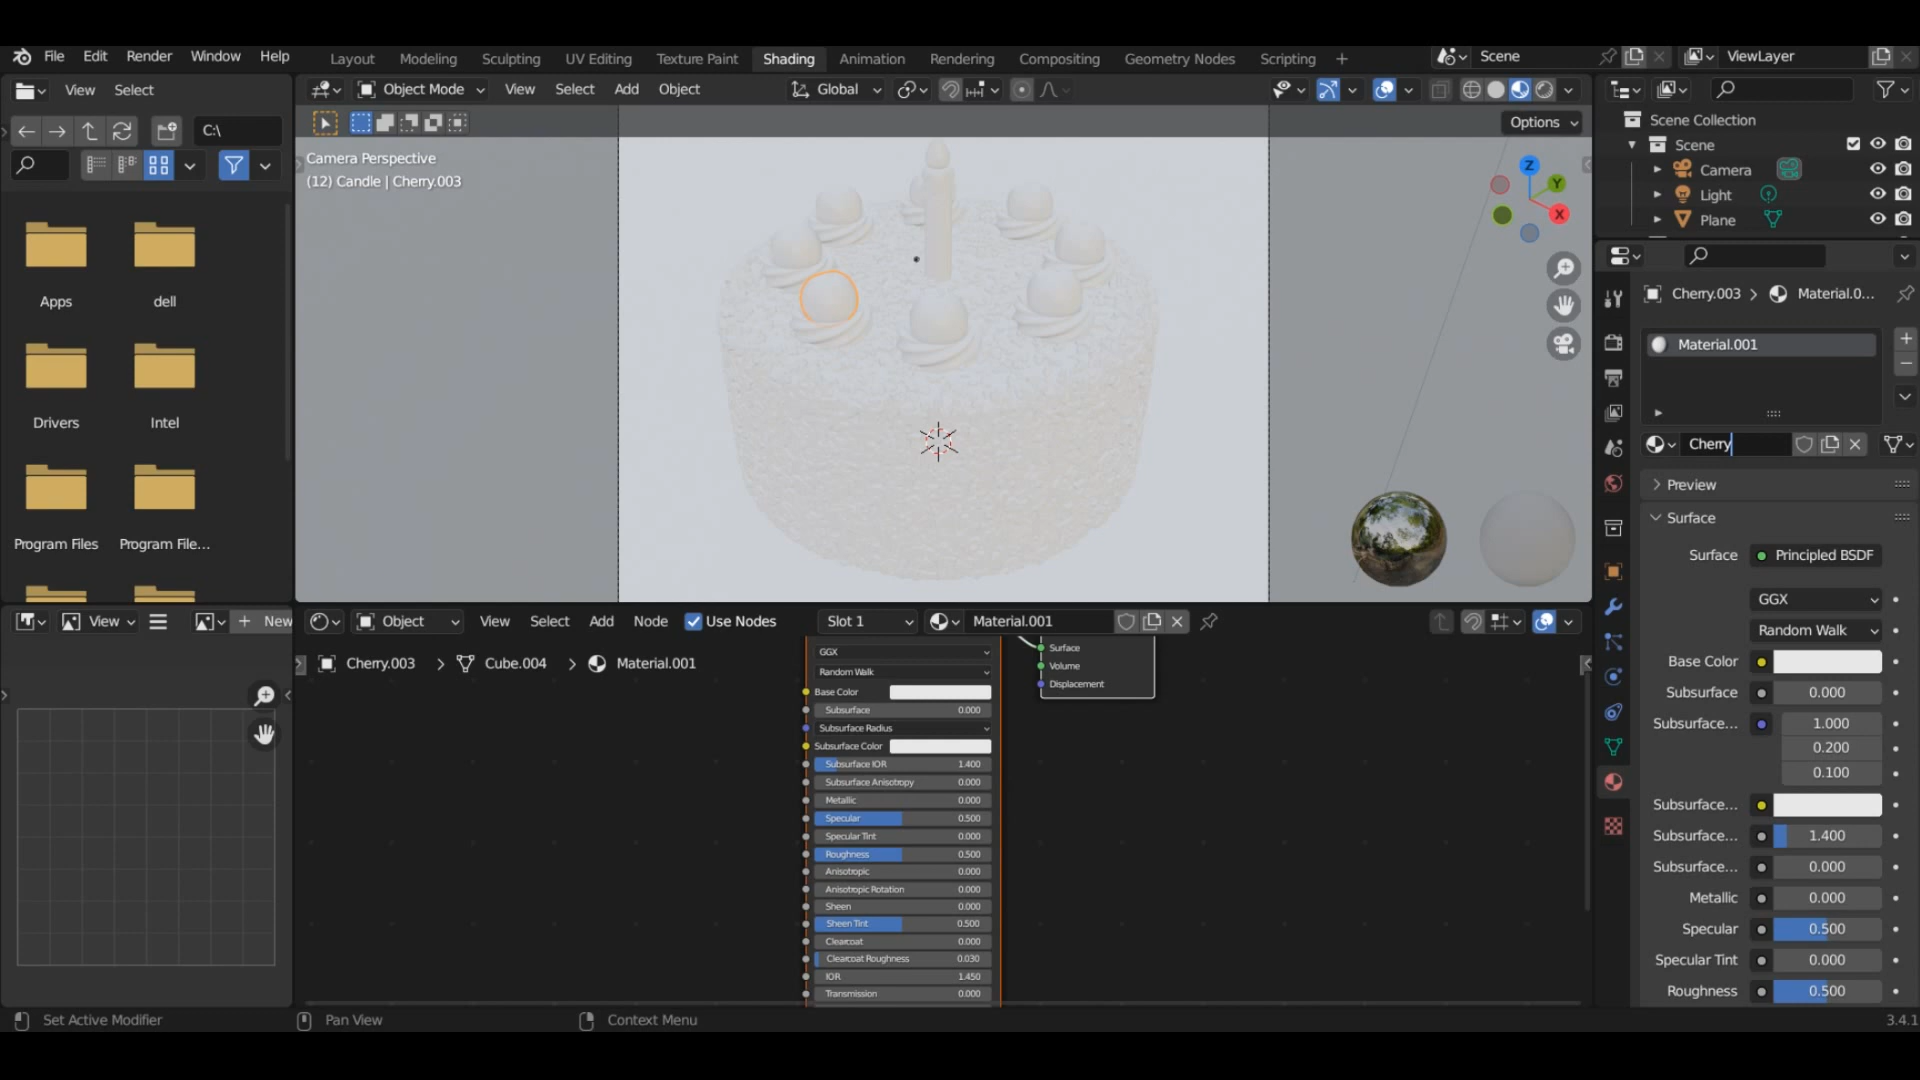 File Edit Render Window Help Layout Modeling Sculpting UV Editing Texture Paint Shading Animation Rendering Compositing Geometry Nodes Scripting + Scene ViewLayer
View Select Object Mode View Select Add Object Global
C:\ Options
Camera Perspective
(12) Candle | Cherry.003
Z
Y
X
Apps dell
Drivers Intel
Program Files Program File...
Scene Collection
Scene
Camera
Light
Plane
Cherry.003 > Material.0...
Material.001
Cherry
Preview
Surface
Surface Principled BSDF
GGX
Random Walk
Base Color
Subsurface 0.000
Subsurface... 1.000
0.200
0.100
Subsurface...
Subsurface... 1.400
Subsurface... 0.000
Metallic 0.000
Specular 0.500
Specular Tint 0.000
Roughness 0.500
View + New Object View Select Add Node Use Nodes Slot 1 Material.001
Cherry.003 > Cube.004 > Material.001
GGX
Random Walk
Base Color
Subsurface 0.000
Subsurface Radius
Subsurface Color
Subsurface IOR 1.400
Subsurface Anisotropy 0.000
Metallic 0.000
Specular 0.500
Specular Tint 0.000
Roughness 0.500
Anisotropic 0.000
Anisotropic Rotation 0.000
Sheen 0.000
Sheen Tint 0.500
Clearcoat 0.000
Clearcoat Roughness 0.030
IOR 1.450
Transmission 0.000
Surface
Volume
Displacement
Set Active Modifier Pan View Context Menu 3.4.1